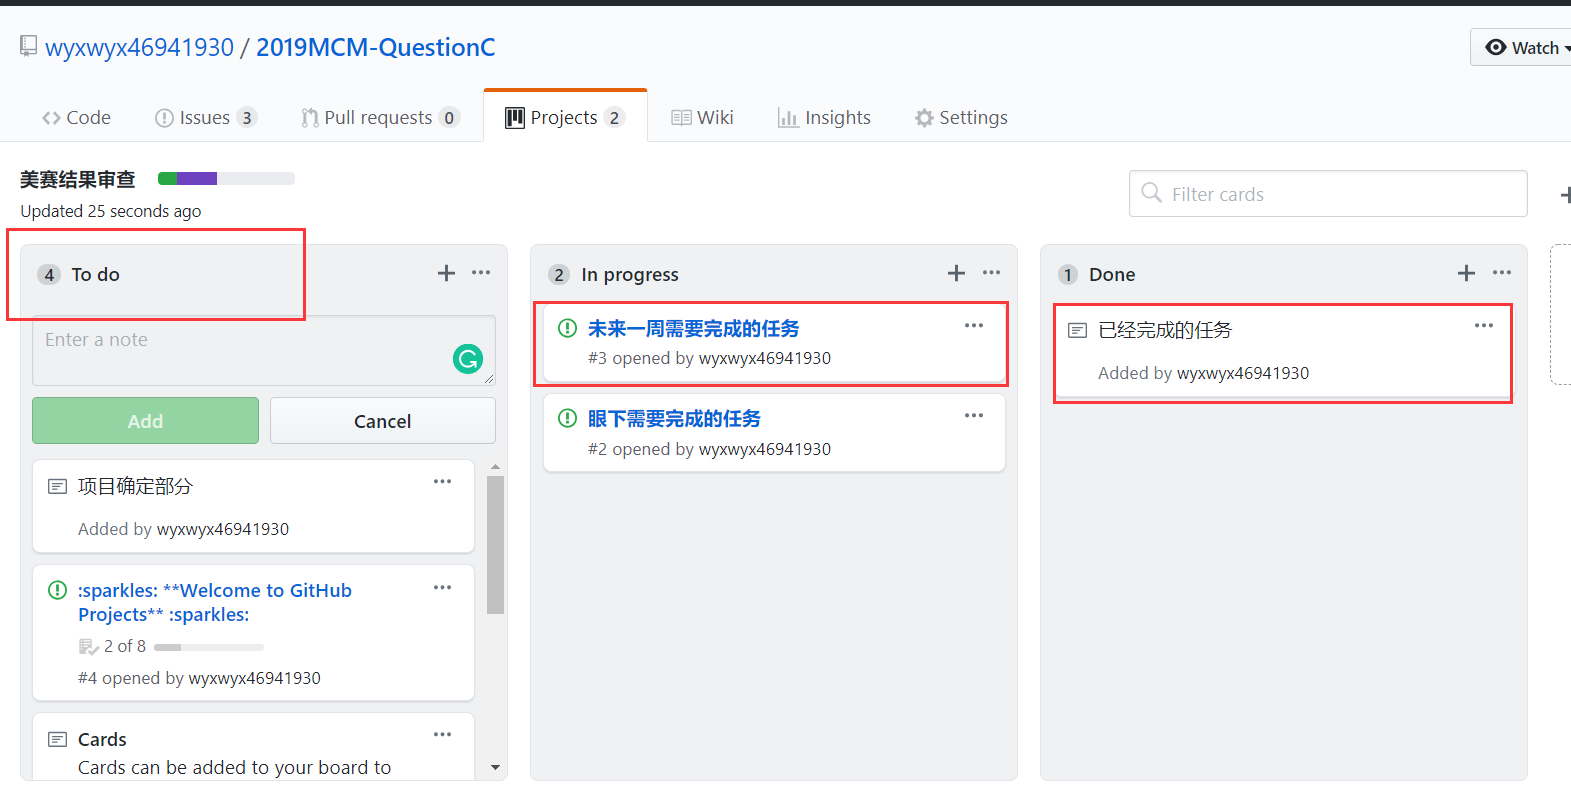 wyxwyx46941930 / 2019MCM-QuestionC
Watch
Code
Issues 3
Pull requests 0
Projects 2
Wiki
Insights
Settings
美赛结果审查
Updated 25 seconds ago
Filter cards
4 To do
Enter a note
Add
Cancel
项目确定部分
Added by wyxwyx46941930
:sparkles: **Welcome to GitHub
Projects** :sparkles:
2 of 8
#4 opened by wyxwyx46941930
Cards
Cards can be added to your board to
2 In progress
未来一周需要完成的任务
#3 opened by wyxwyx46941930
眼下需要完成的任务
#2 opened by wyxwyx46941930
1 Done
已经完成的任务
Added by wyxwyx46941930